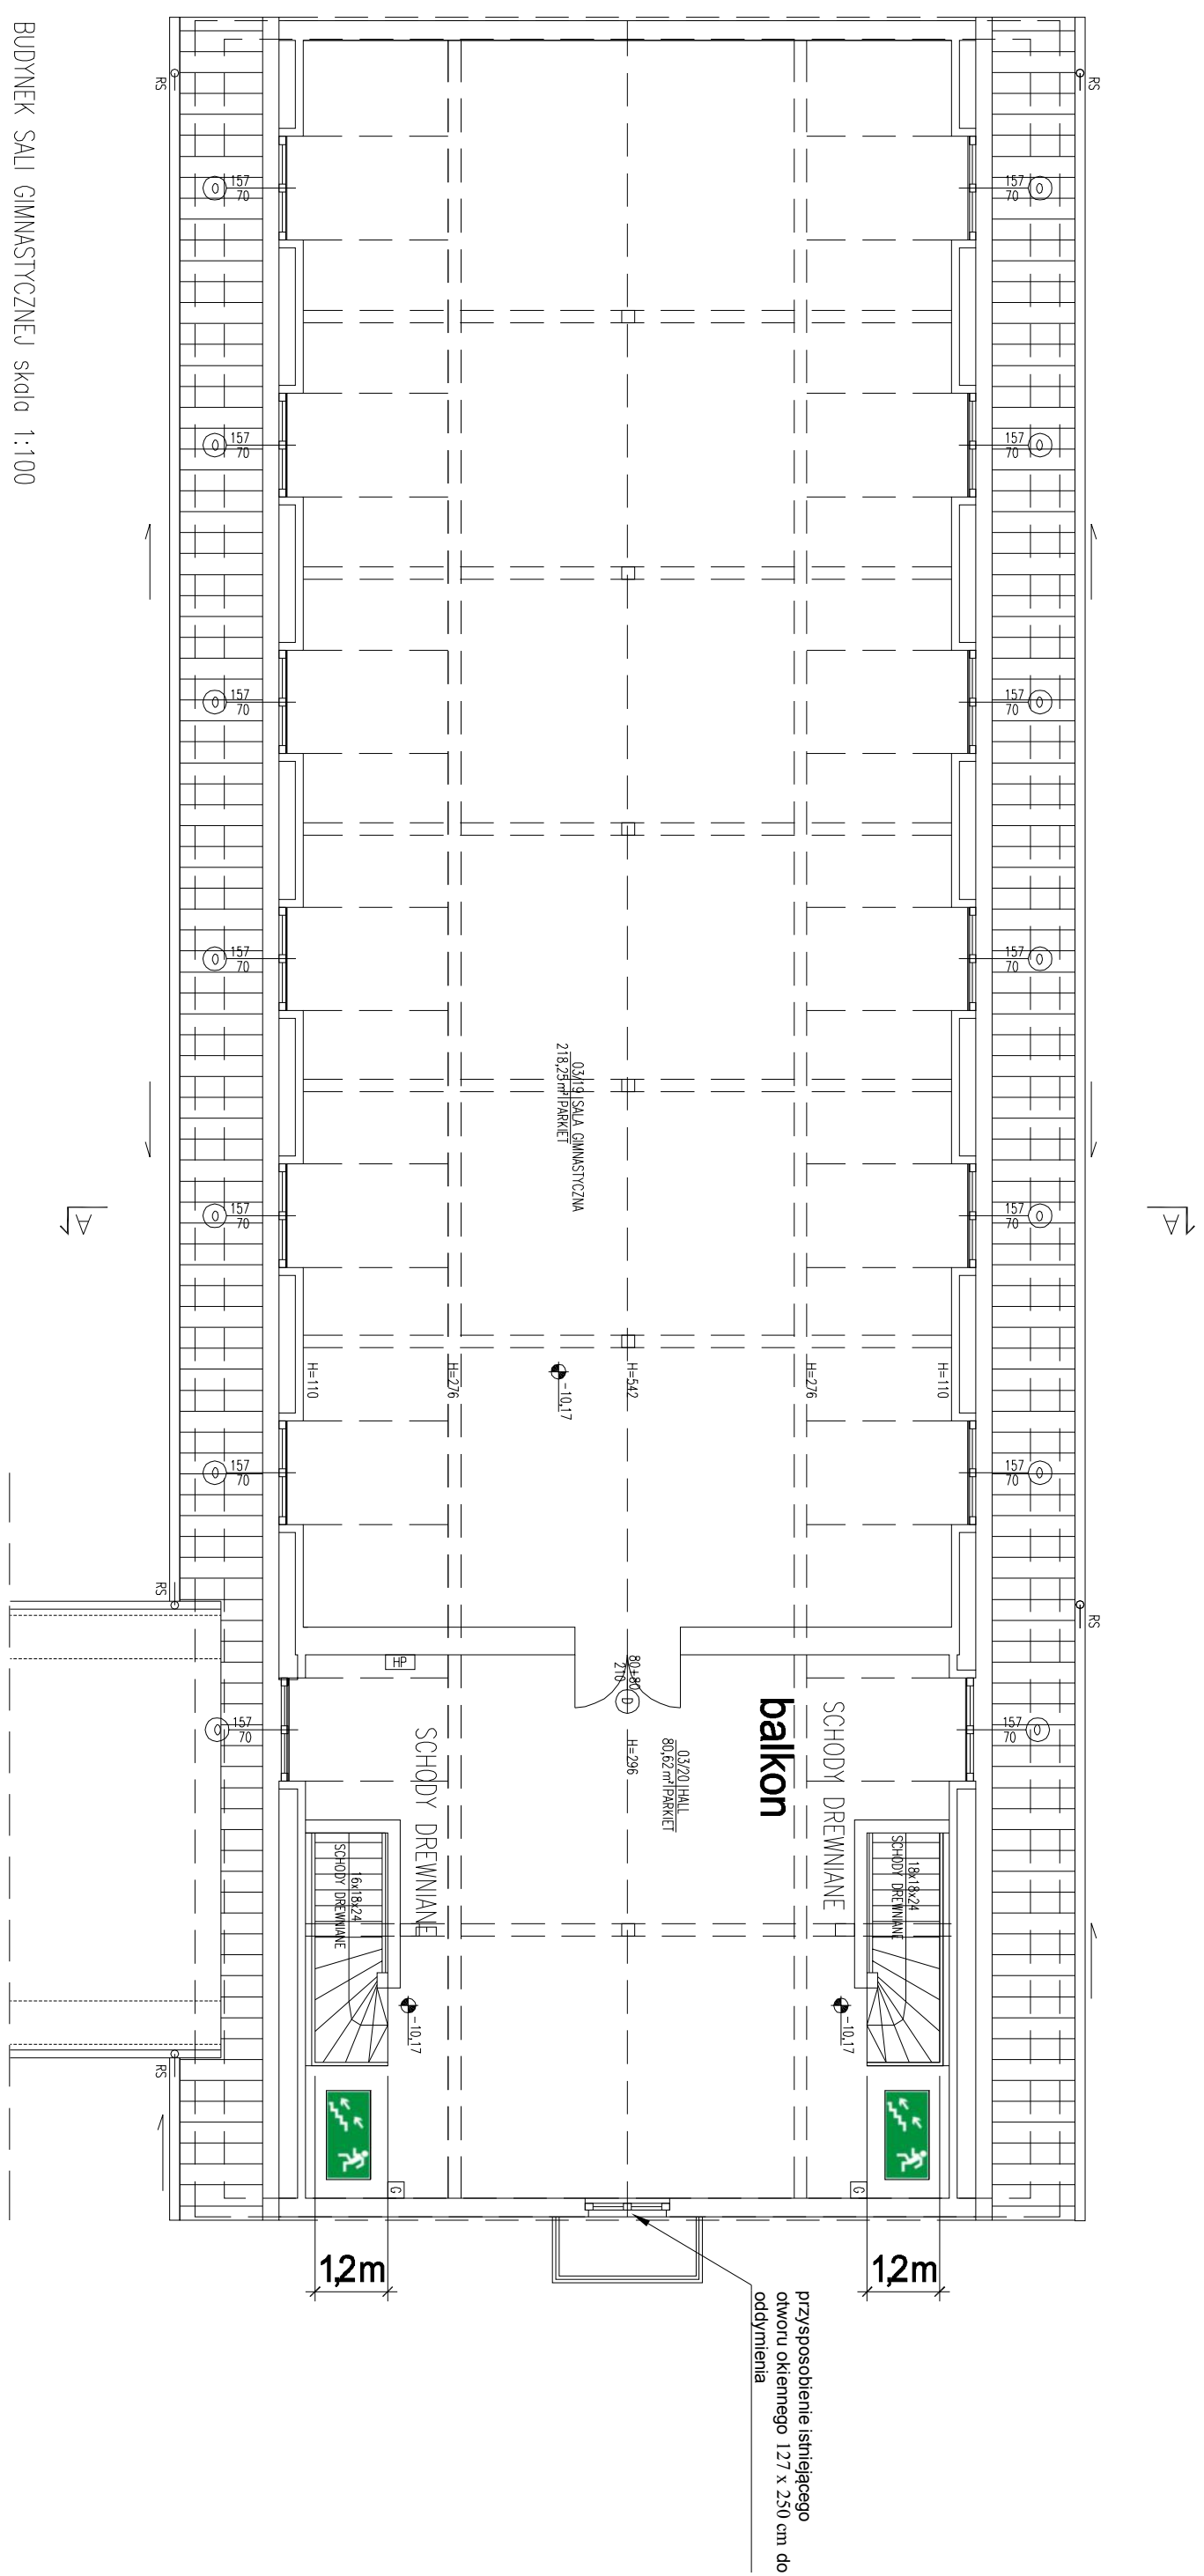 BUDYNEK SALI GIMNASTYCZNEJ skala 1:100
RS
RS
157
70
O
157
70
O
157
70
O
157
70
O
157
70
O
157
70
O
157
70
O
157
70
O
03/19 SALA GIMNASTYCZNA
218,25m² PARKIET
157
70
O
157
70
O
A
A
H=110
H=276
-10,17
H=542
H=276
H=110
157
70
O
157
70
O
RS
RS
HP
80+80
210
D
balkon
SCHODY DREWNIANE
SCHODY DREWNIANE
157
70
O
157
70
O
H=296
03/20 HALL
80,62m² PARKIET
16x18x24
SCHODY DREWNIANE
18x18x24
SCHODY DREWNIANE
-10,17
-10,17
RS
G
G
1,2m
1,2m
przysposobienie istniejącego
otworu okiennego 127 x 250 cm do
oddymienia